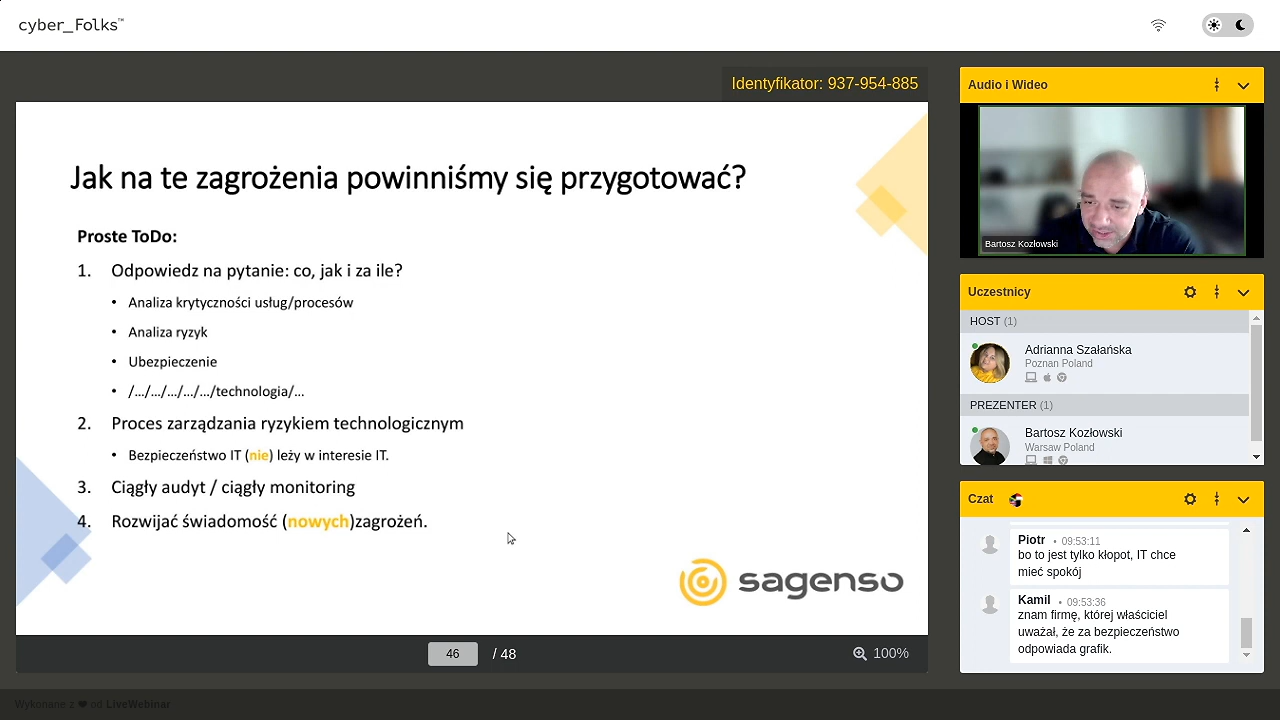 cyber_Folks™
Identyfikator: 937-954-885
Jak na te zagrożenia powinniśmy się przygotować?
Proste ToDo:
1. Odpowiedz na pytanie: co, jak i za ile?
• Analiza krytyczności usług/procesów
• Analiza ryzyk
• Ubezpieczenie
• /…/…/…/…/…/technologia/…
2. Proces zarządzania ryzykiem technologicznym
• Bezpieczeństwo IT (nie) leży w interesie IT.
3. Ciągły audyt / ciągły monitoring
4. Rozwijać świadomość (nowych)zagrożeń.
sagenso
46 / 48
100%
Audio i Wideo
Bartosz Kozłowski
Uczestnicy
HOST (1)
Adrianna Szałańska
Poznan Poland
PREZENTER (1)
Bartosz Kozłowski
Warsaw Poland
Czat
Piotr • 09:53:11
bo to jest tylko kłopot, IT chce
mieć spokój
Kamil • 09:53:36
znam firmę, której właściciel
uważał, że za bezpieczeństwo
odpowiada grafik.
Wykonane z ❤ od LiveWebinar